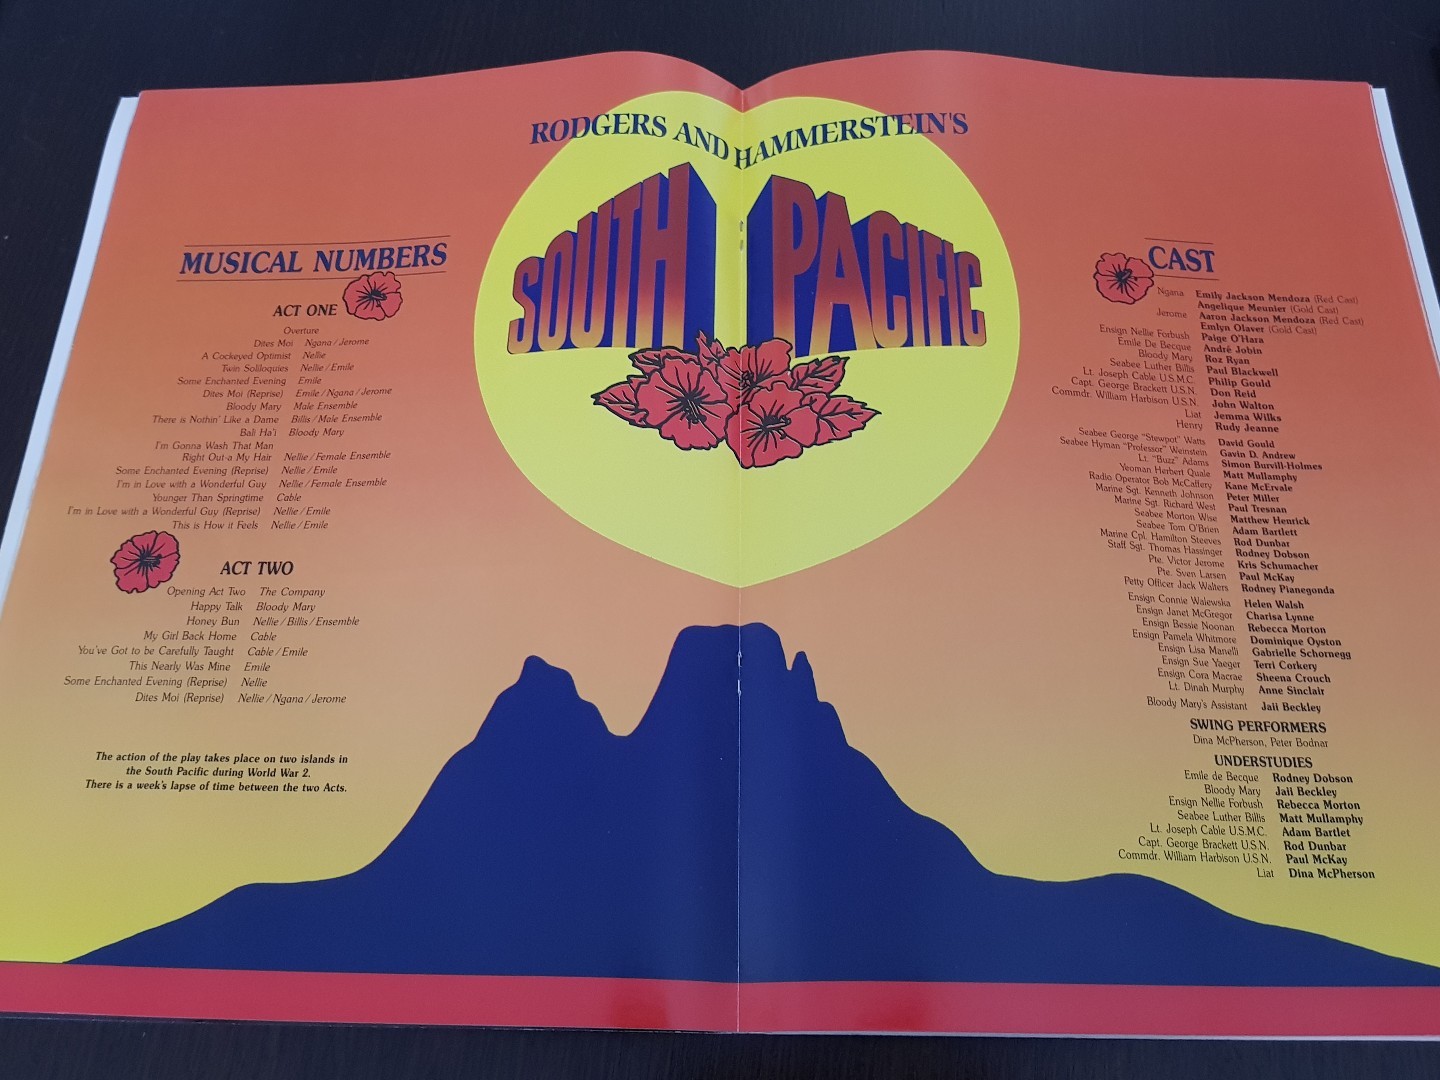 RODGERS AND HAMMERSTEIN'S
SOUTH PACIFIC
MUSICAL NUMBERS
ACT ONE
Overture
Dites Moi Ngana / Jerome
A Cockeyed Optimist Nellie
Twin Soliloquies Nellie / Emile
Some Enchanted Evening Emile
Dites Moi (Reprise) Emile / Ngana / Jerome
Bloody Mary Male Ensemble
There is Nothin' Like a Dame Billis / Male Ensemble
Bali Ha'i Bloody Mary
I'm Gonna Wash That Man
Right Out-a My Hair Nellie / Female Ensemble
Some Enchanted Evening (Reprise) Nellie / Emile
I'm in Love with a Wonderful Guy Nellie / Female Ensemble
Younger Than Springtime Cable
I'm in Love with a Wonderful Guy (Reprise) Nellie / Emile
This is How it Feels Nellie / Emile
ACT TWO
Opening Act Two The Company
Happy Talk Bloody Mary
Honey Bun Nellie / Billis / Ensemble
My Girl Back Home Cable
You've Got to be Carefully Taught Cable / Emile
This Nearly Was Mine Emile
Some Enchanted Evening (Reprise) Nellie
Dites Moi (Reprise) Nellie / Ngana / Jerome
The action of the play takes place on two islands in
the South Pacific during World War 2.
There is a week's lapse of time between the two Acts.
CAST
Ngana Emily Jackson Mendoza (Red Cast)
Angelique Meunier (Gold Cast)
Jerome Aaron Jackson Mendoza (Red Cast)
Emlyn Olaver (Gold Cast)
Ensign Nellie Forbush Paige O'Hara
Emile De Becque André Jobin
Bloody Mary Roz Ryan
Seabee Luther Billis Paul Blackwell
Lt. Joseph Cable U.S.M.C. Philip Gould
Capt. George Brackett U.S.N. Don Reid
Commdr. William Harbison U.S.N. John Walton
Liat Jemma Wilks
Henry Rudy Jeanne
Seabee George "Stewpot" Watts David Gould
Seabee Hyman "Professor" Weinstein Gavin D. Andrew
Lt. "Buzz" Adams Simon Burvill-Holmes
Yeoman Herbert Quale Matt Mullamphy
Radio Operator Bob McCaffery Kane McErvale
Marine Sgt. Kenneth Johnson Peter Miller
Marine Sgt. Richard West Paul Tresnan
Seabee Morton Wise Matthew Henrick
Seabee Tom O'Brien Adam Bartlett
Marine Cpl. Hamilton Steeves Rod Dunbar
Staff Sgt. Thomas Hassinger Rodney Dobson
Pte. Victor Jerome Kris Schumacher
Pte. Sven Larsen Paul McKay
Petty Officer Jack Walters Rodney Pianegonda
Ensign Connie Walewska Helen Walsh
Ensign Janet McGregor Charisa Lynne
Ensign Bessie Noonan Rebecca Morton
Ensign Pamela Whitmore Dominique Oyston
Ensign Lisa Manelli Gabrielle Schornegg
Ensign Sue Yaeger Terri Corkery
Ensign Cora Macrae Sheena Crouch
Lt. Dinah Murphy Anne Sinclair
Bloody Mary's Assistant Jaii Beckley
SWING PERFORMERS
Dina McPherson, Peter Bodnar
UNDERSTUDIES
Emile de Becque Rodney Dobson
Bloody Mary Jaii Beckley
Ensign Nellie Forbush Rebecca Morton
Seabee Luther Billis Matt Mullamphy
Lt. Joseph Cable U.S.M.C. Adam Bartlet
Capt. George Brackett U.S.N. Rod Dunbar
Commdr. William Harbison U.S.N. Paul McKay
Liat Dina McPherson